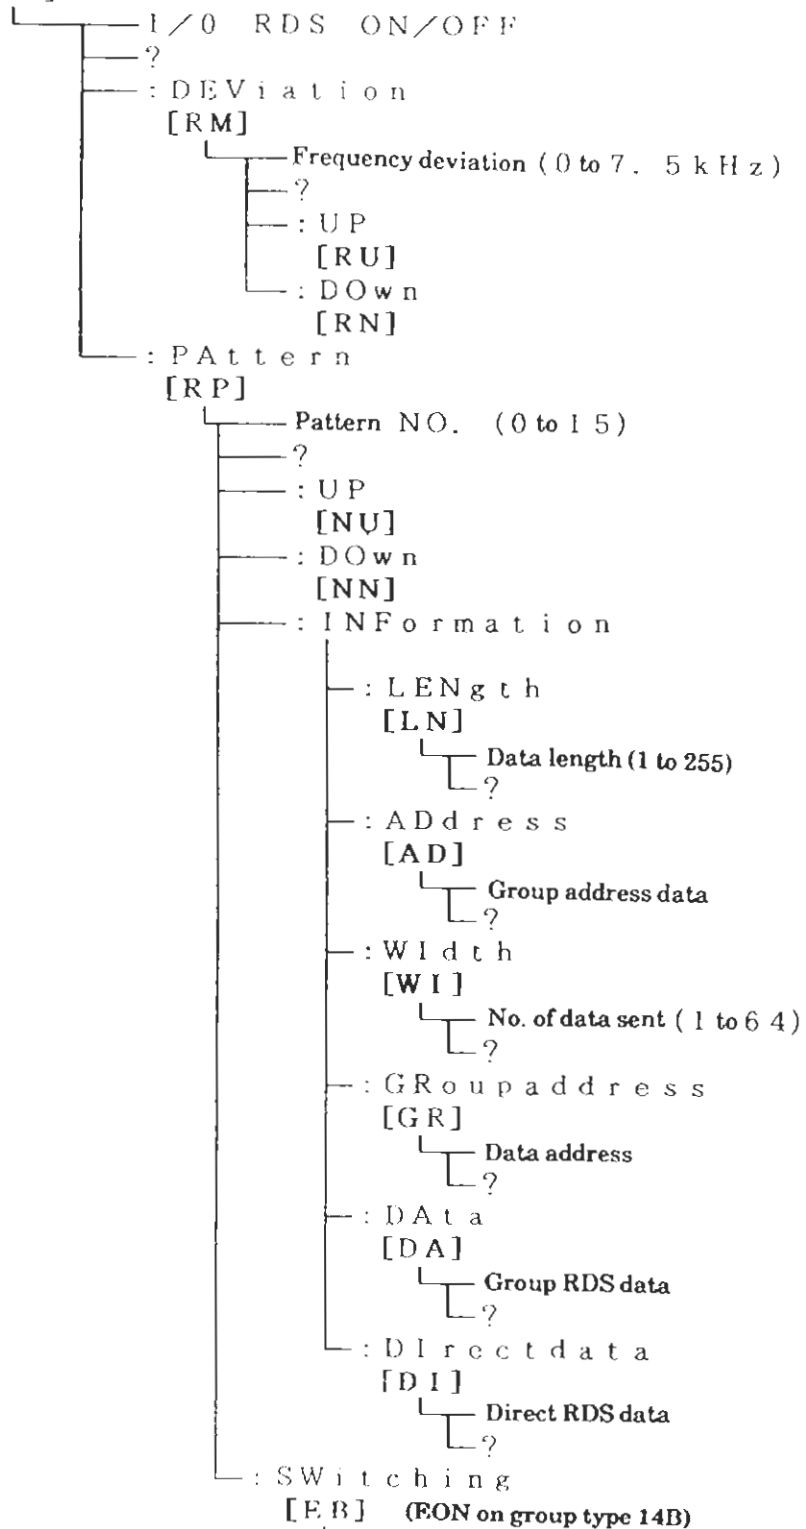 1/0 RDS ON/OFF
?
:DEViation
[RM]
Frequency deviation (0 to 7. 5 kHz)
?
:UP
[RU]
:DOwn
[RN]
:PAttern
[RP]
Pattern NO. (0 to 15)
?
:UP
[NU]
:DOwn
[NN]
:INFormation
:LENgth
[LN]
Data length (1 to 255)
?
:ADdress
[AD]
Group address data
?
:WIdth
[WI]
No. of data sent (1 to 64)
?
:GRoupaddress
[GR]
Data address
?
:DAta
[DA]
Group RDS data
?
:DIrectdata
[DI]
Direct RDS data
?
:SWitching
[EB] (EON on group type 14B)